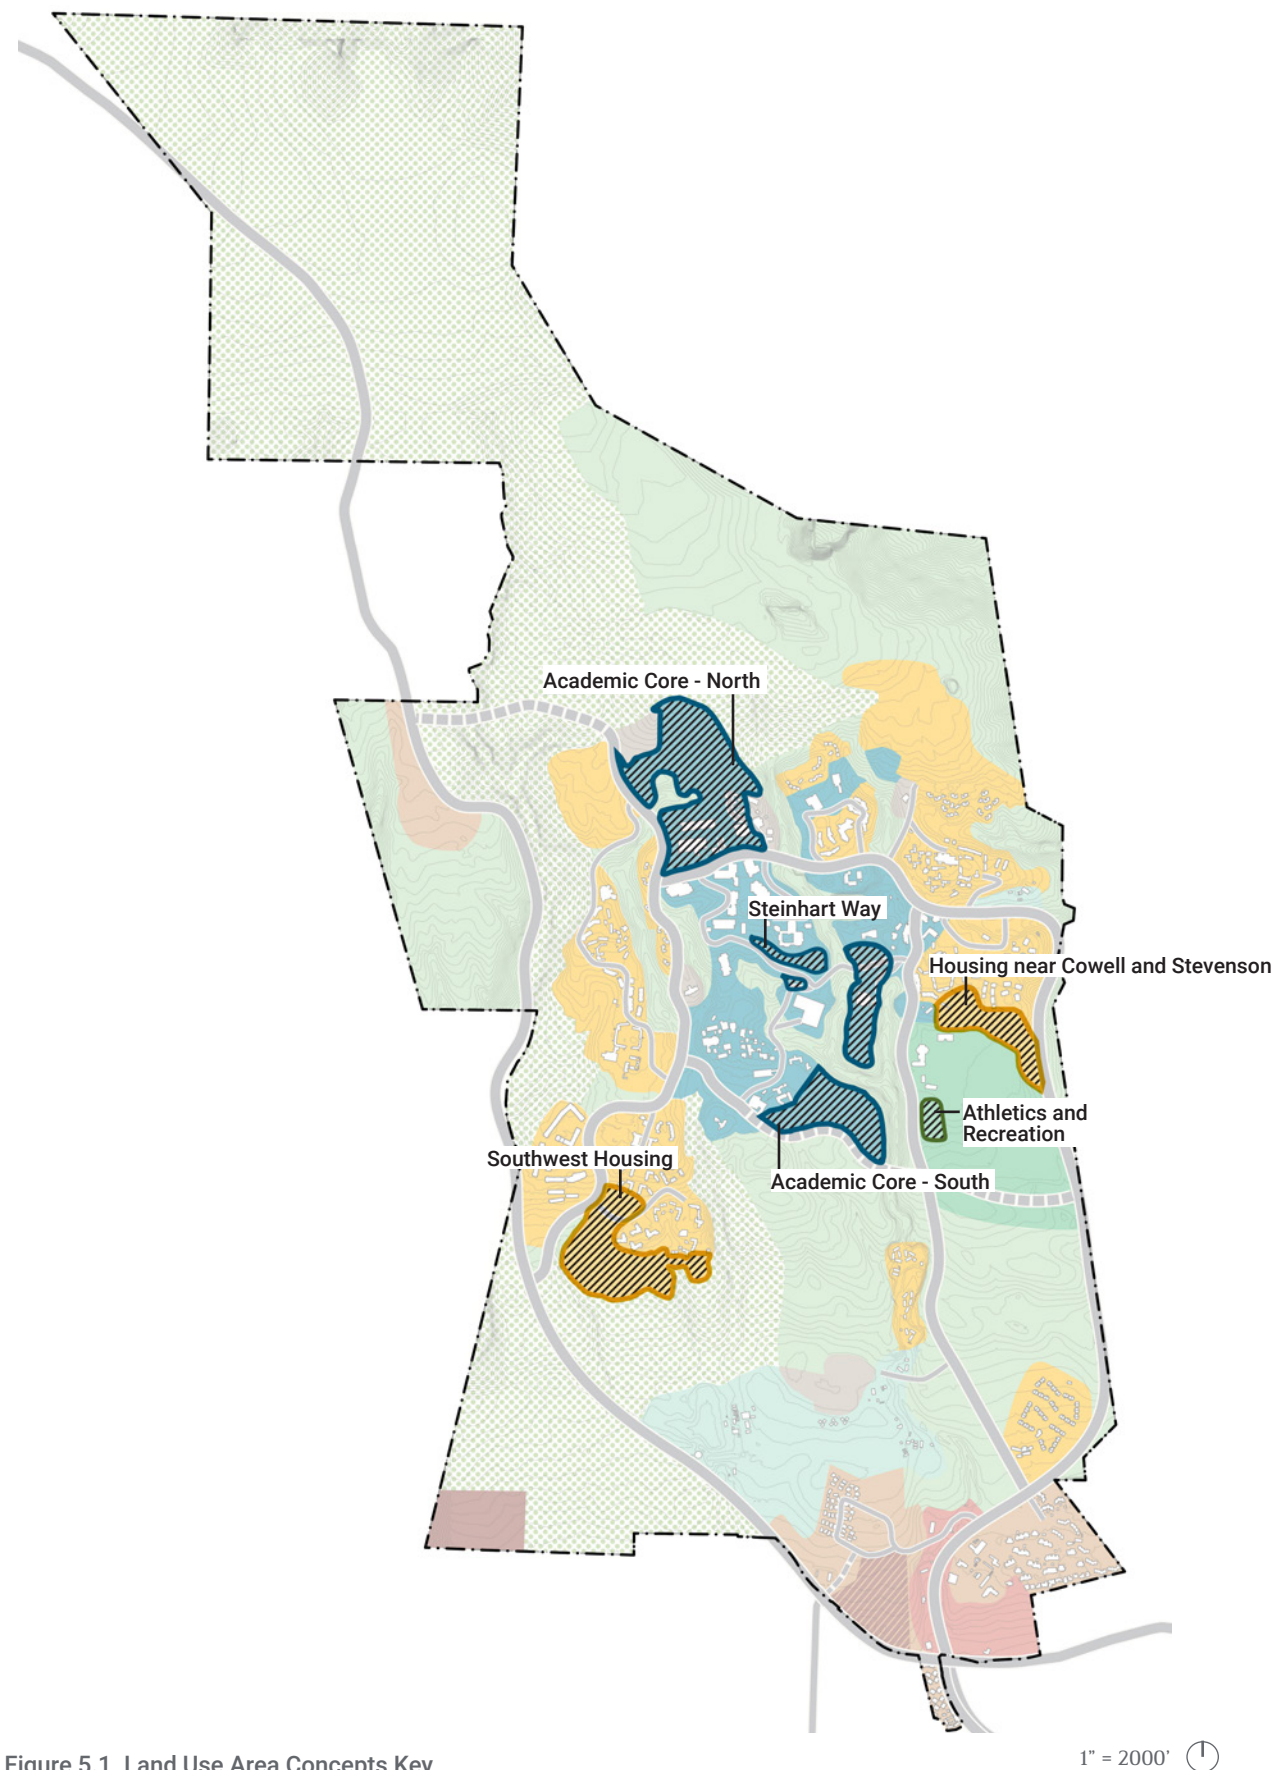 Academic Core - North
Steinhart Way
Housing near Cowell and Stevenson
Athletics and
Recreation
Southwest Housing
Academic Core - South
Figure 5.1 Land Use Area Concepts Key
1" = 2000'